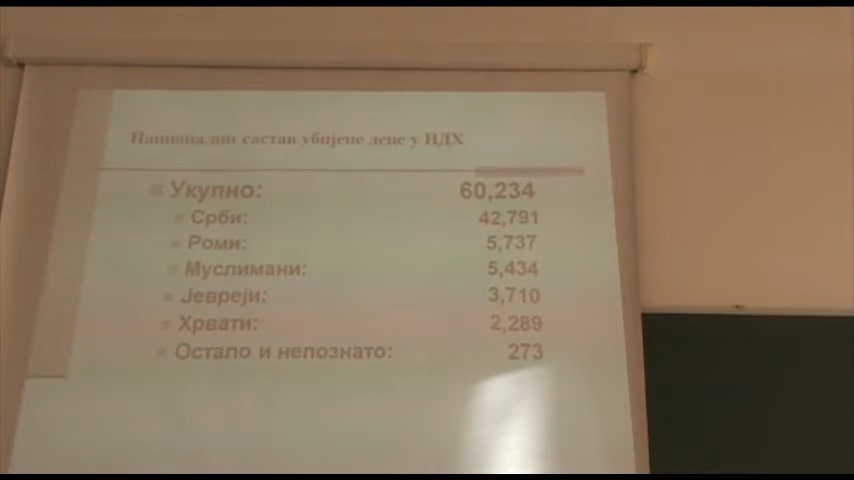 Национални састав убијене деце у НДХ
Укупно: 60,234
Срби: 42,791
Роми: 5,737
Муслимани: 5,434
Јевреји: 3,710
Хрвати: 2,289
Остало и непознато: 273